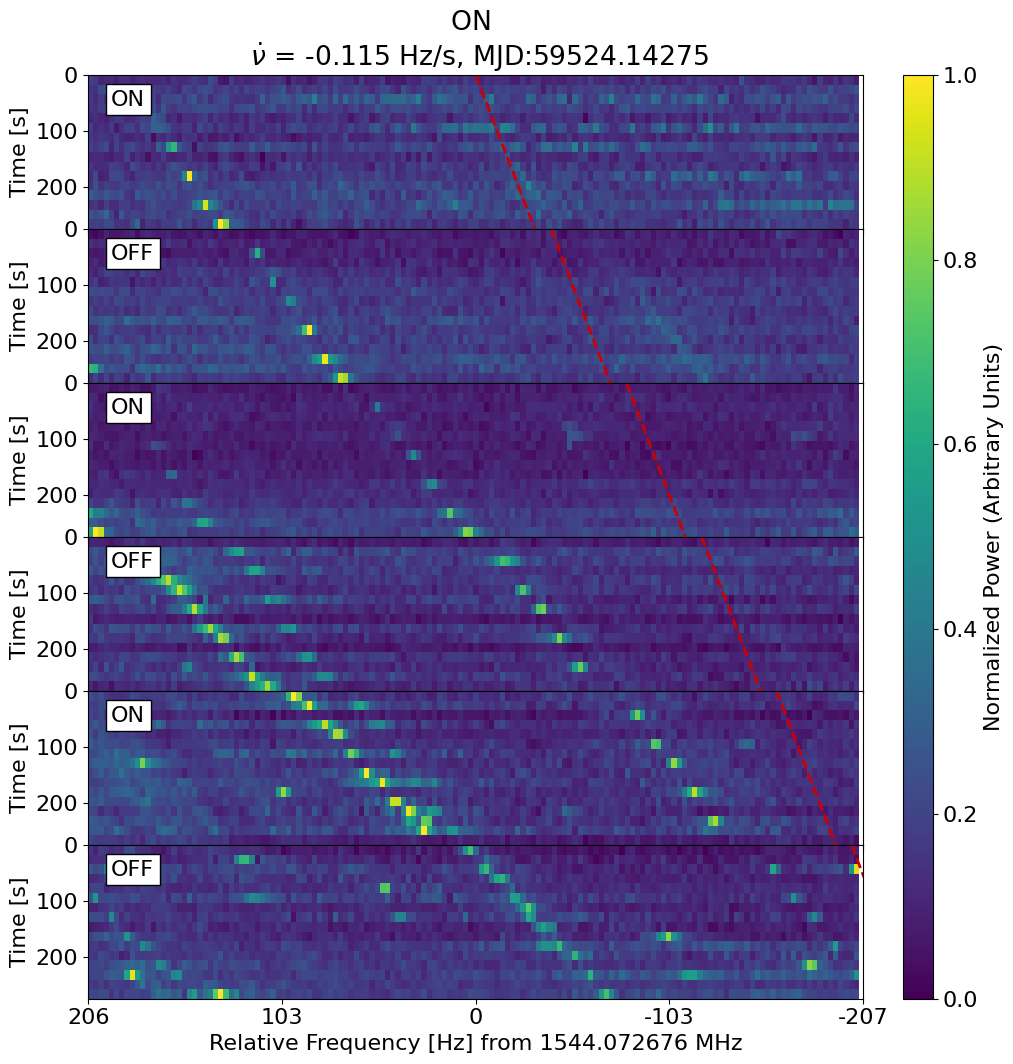 ON
ν̇ = -0.115 Hz/s, MJD:59524.14275
0
ON
100
Time [s]
200
0
OFF
100
Time [s]
200
0
ON
100
Time [s]
200
0
OFF
100
Time [s]
200
0
ON
100
Time [s]
200
0
OFF
100
Time [s]
200
206 103 0 -103 -207
Relative Frequency [Hz] from 1544.072676 MHz
1.0
0.8
0.6
0.4
0.2
0.0
Normalized Power (Arbitrary Units)